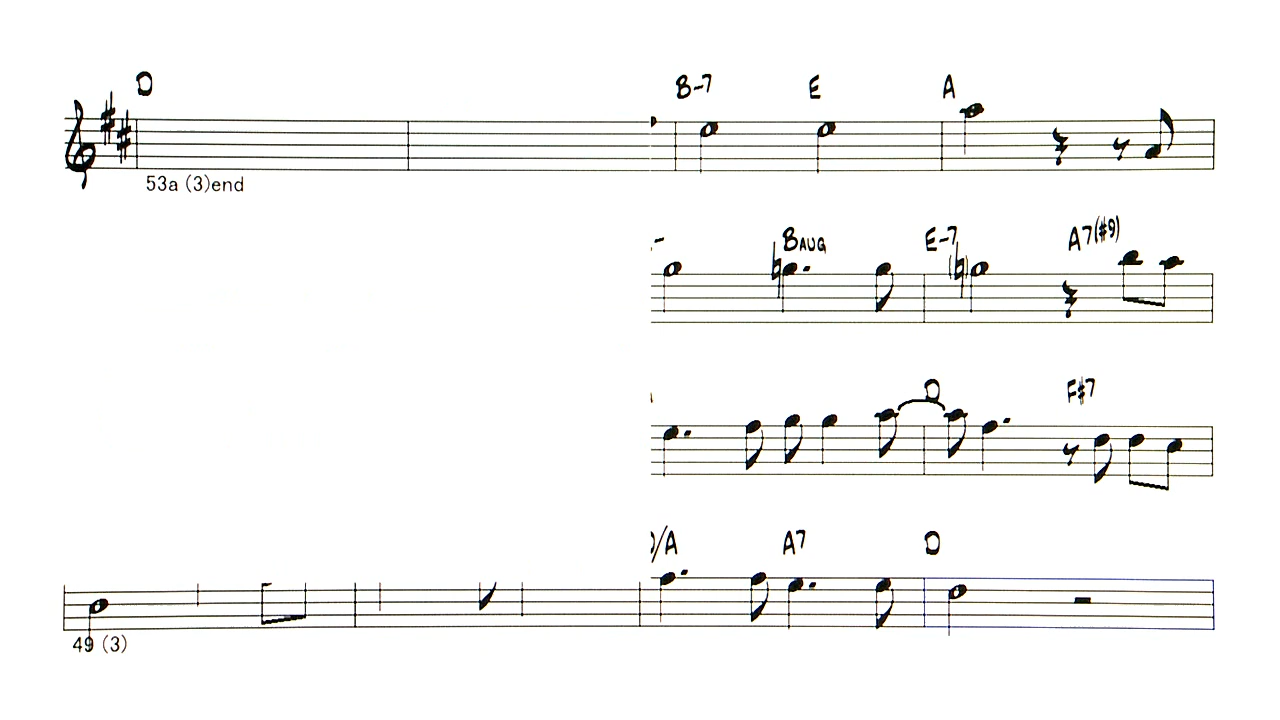 D B-7 E A
53a (3)end
BAUG E-7 A7(#9)
D F#7
/A A7 D
49 (3)